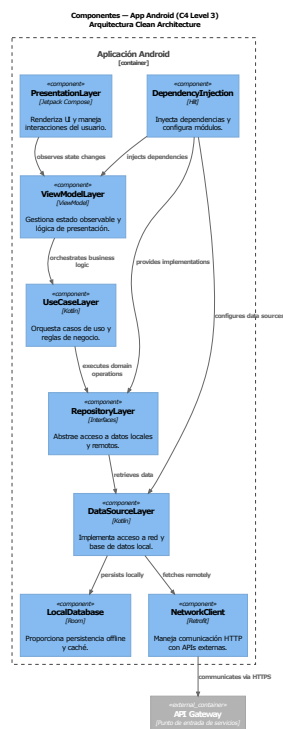 Componentes — App Android (C4 Level 3)
Arquitectura Clean Architecture
Aplicación Android
[container]
«component»
PresentationLayer
[Jetpack Compose]
Renderiza UI y maneja
interacciones del usuario.
«component»
DependencyInjection
[Hilt]
Inyecta dependencias y
configura módulos.
observes state changes
injects dependencies
«component»
ViewModelLayer
[ViewModel]
Gestiona estado observable y
lógica de presentación.
orchestrates business
logic
provides implementations
«component»
UseCaseLayer
[Kotlin]
Orquesta casos de uso y
reglas de negocio.
configures data sources
executes domain
operations
«component»
RepositoryLayer
[Interfaces]
Abstrae acceso a datos locales
y remotos.
retrieves data
«component»
DataSourceLayer
[Kotlin]
Implementa acceso a red y
base de datos local.
persists locally
fetches remotely
«component»
LocalDatabase
[Room]
Proporciona persistencia offline
y caché.
«component»
NetworkClient
[Retrofit]
Maneja comunicación HTTP
con APIs externas.
communicates via HTTPS
«external_container»
API Gateway
[Punto de entrada de servicios]